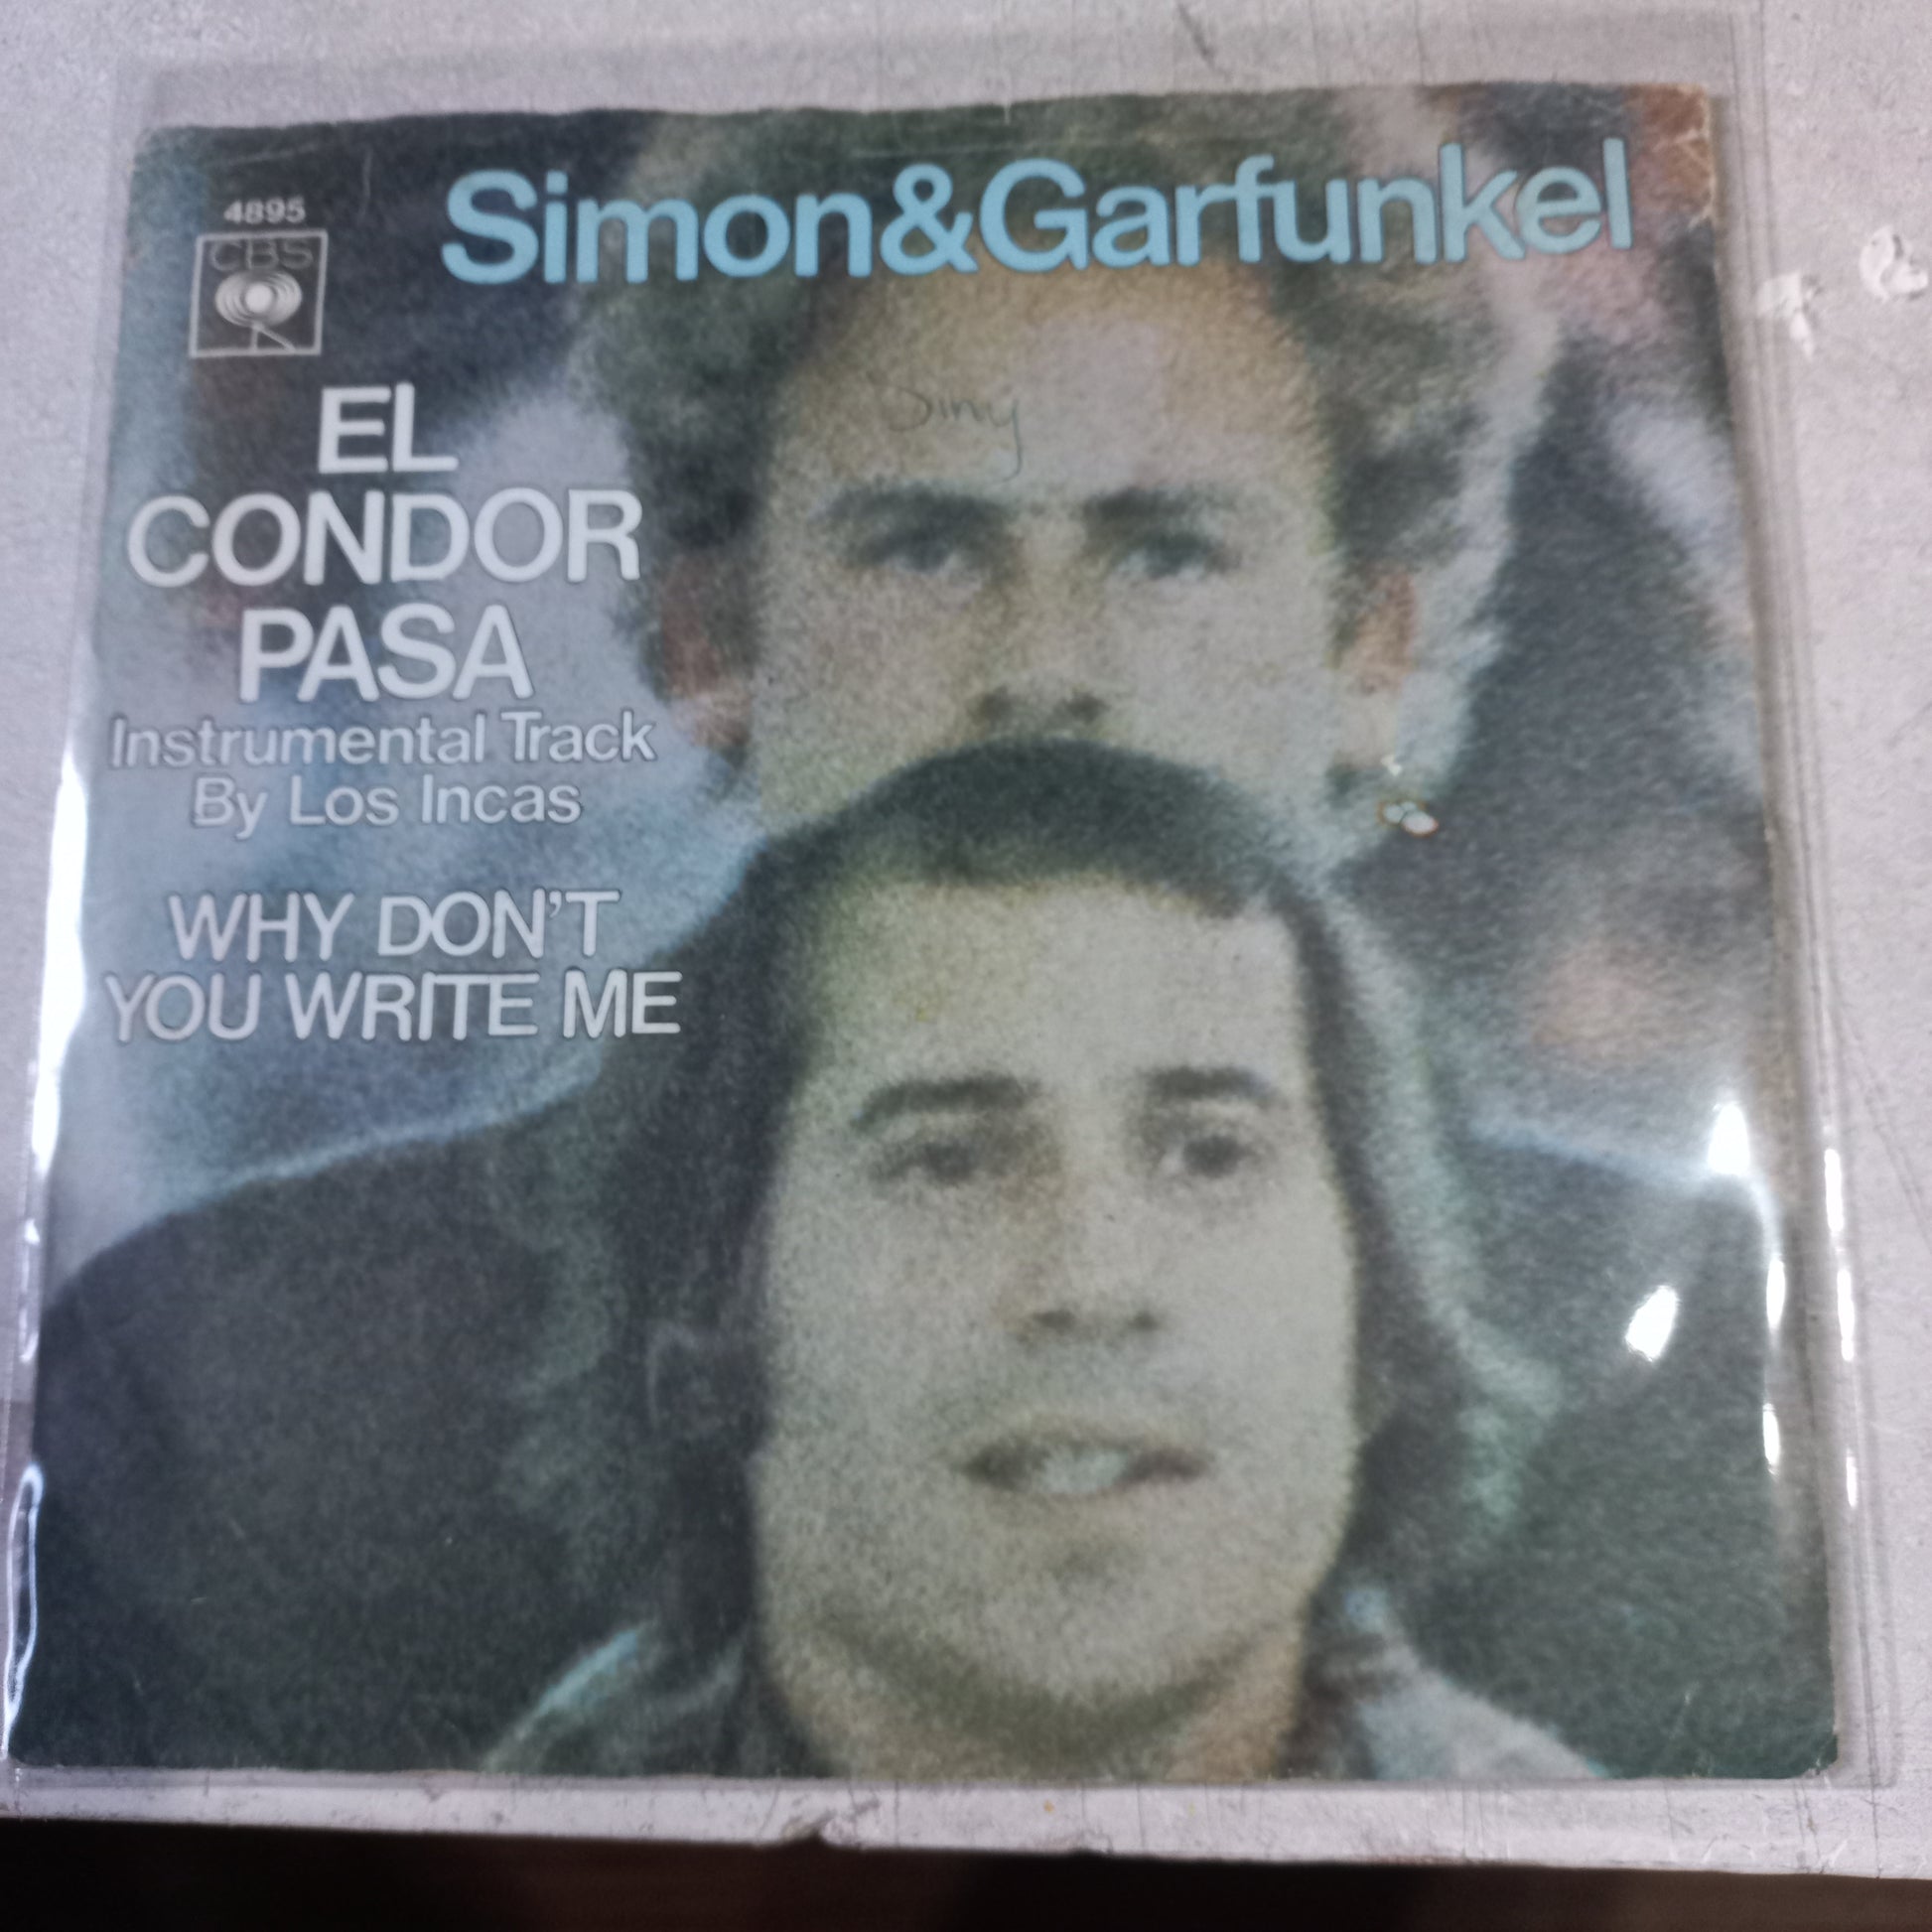 4895
CBS
Simon&Garfunkel
EL
CONDOR
PASA
Instrumental Track
By Los Incas
WHY DON'T
YOU WRITE ME